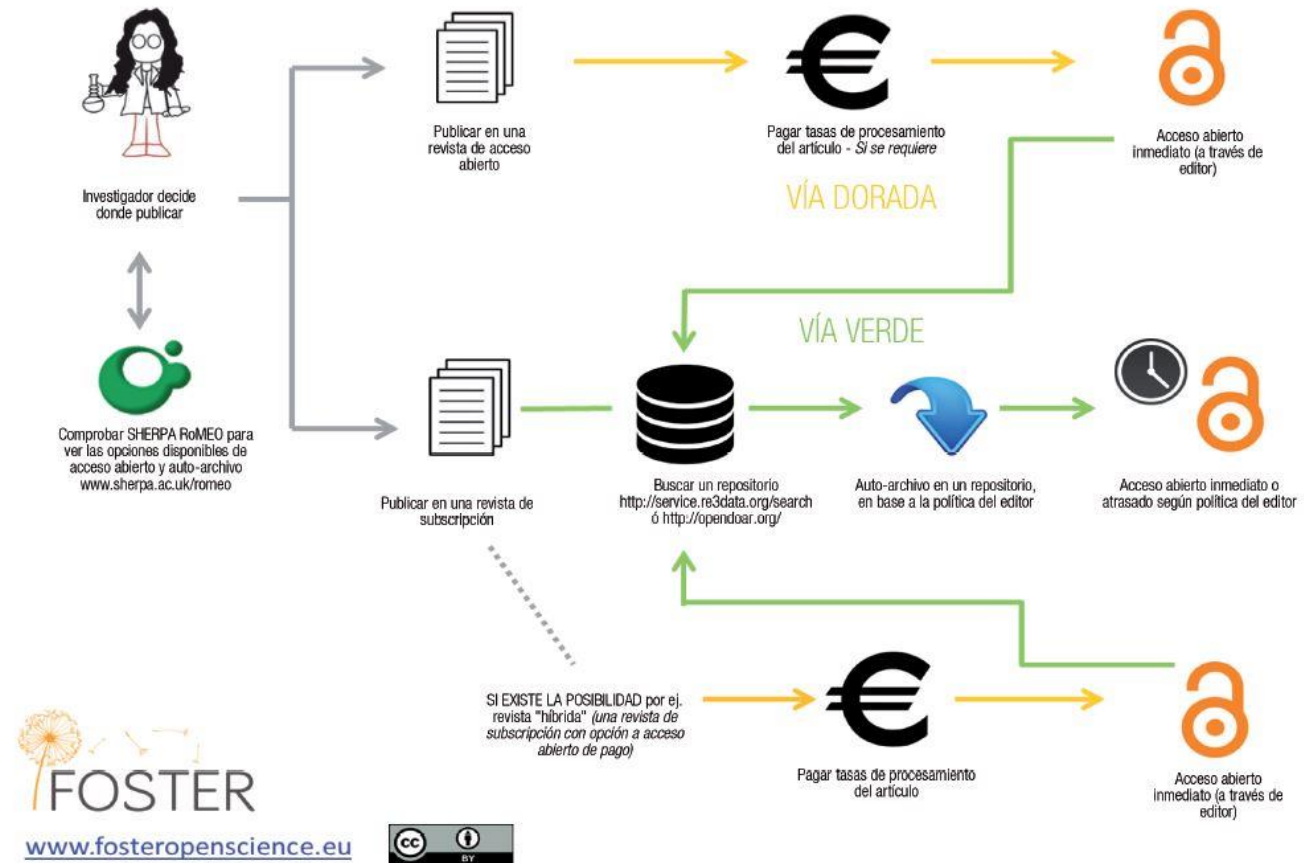 Investigador decide
donde publicar
Comprobar SHERPA RoMEO para
ver las opciones disponibles de
acceso abierto y auto-archivo
www.sherpa.ac.uk/romeo
Publicar en una
revista de acceso
abierto
Pagar tasas de procesamiento
del artículo - Si se requiere
Acceso abierto
inmediato (a través de
editor)
VÍA DORADA
VÍA VERDE
Publicar en una revista de
subscripción
Buscar un repositorio
http://service.re3data.org/search
ó http://opendoar.org/
Auto-archivo en un repositorio,
en base a la política del editor
Acceso abierto inmediato o
atrasado según política del editor
SI EXISTE LA POSIBILIDAD por ej.
revista "híbrida" (una revista de
subscripción con opción a acceso
abierto de pago)
Pagar tasas de procesamiento
del artículo
Acceso abierto
inmediato (a través de
editor)
FOSTER
www.fosteropenscience.eu
cc
BY